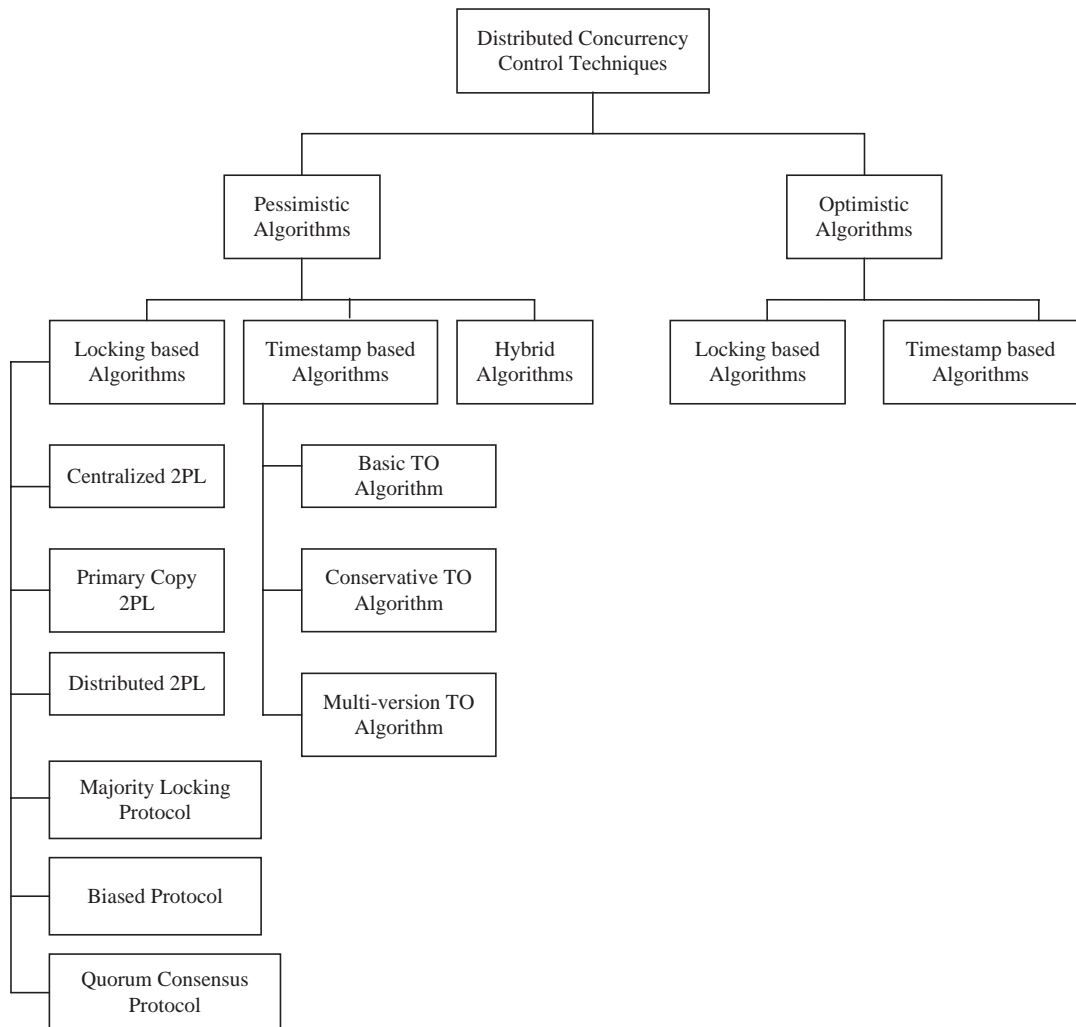 Distributed Concurrency
Control Techniques
Pessimistic
Algorithms
Optimistic
Algorithms
Locking based
Algorithms
Timestamp based
Algorithms
Hybrid
Algorithms
Locking based
Algorithms
Timestamp based
Algorithms
Centralized 2PL
Basic TO
Algorithm
Primary Copy
2PL
Conservative TO
Algorithm
Distributed 2PL
Multi-version TO
Algorithm
Majority Locking
Protocol
Biased Protocol
Quorum Consensus
Protocol